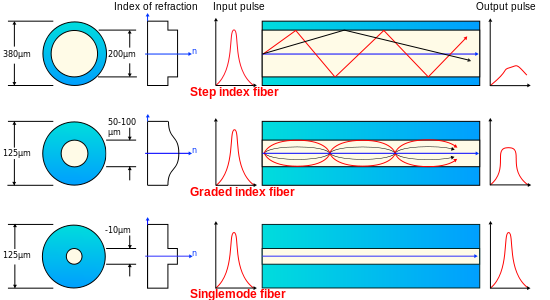 Index of refraction
Input pulse
Output pulse
380µm
200µm
n
Step index fiber
125µm
50-100
µm
n
Graded index fiber
125µm
-10µm
n
Singlemode fiber